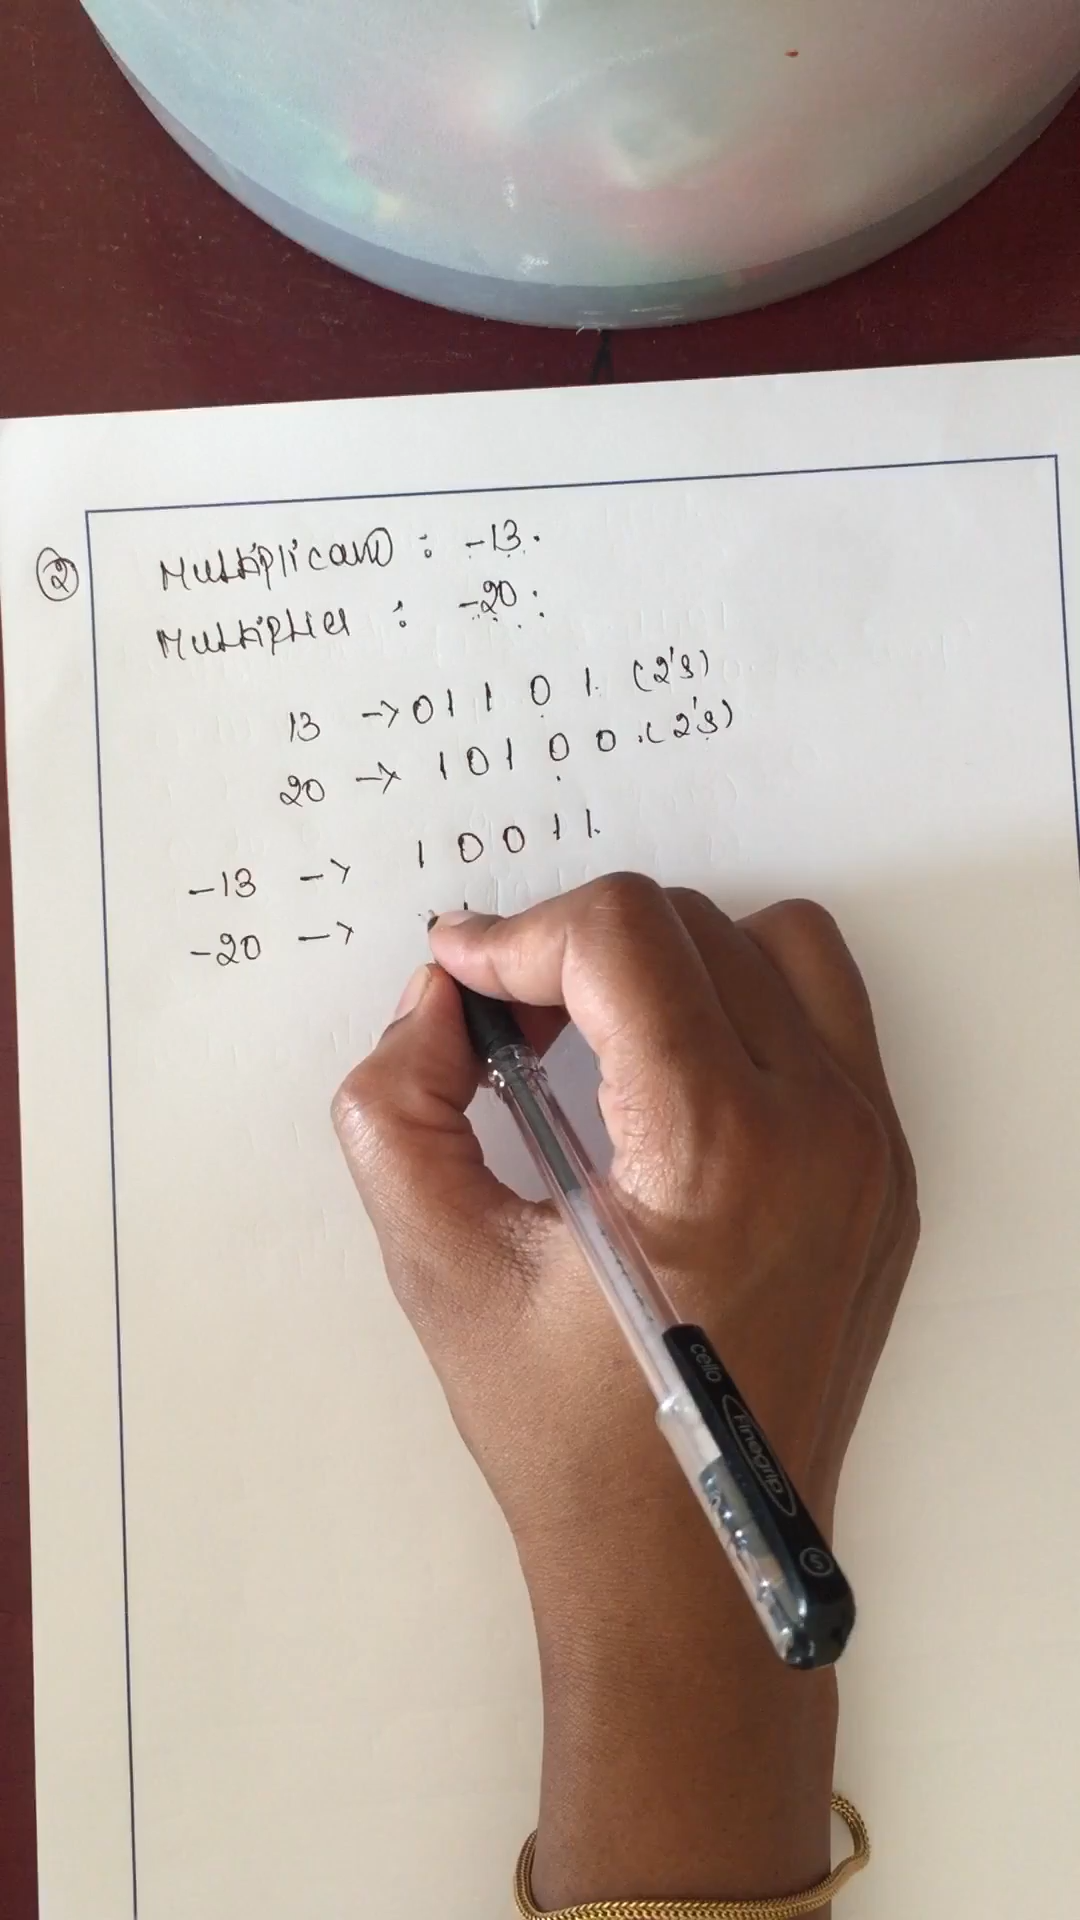 ② Multiplicand : -13.
Multiplier : -20:
13 -> 0 1 1 0 1. (2's)
20 -> 1 0 1 0 0 .(2's)
-13 -> 1 0 0 1 1.
-20 ->
cello Finegrip